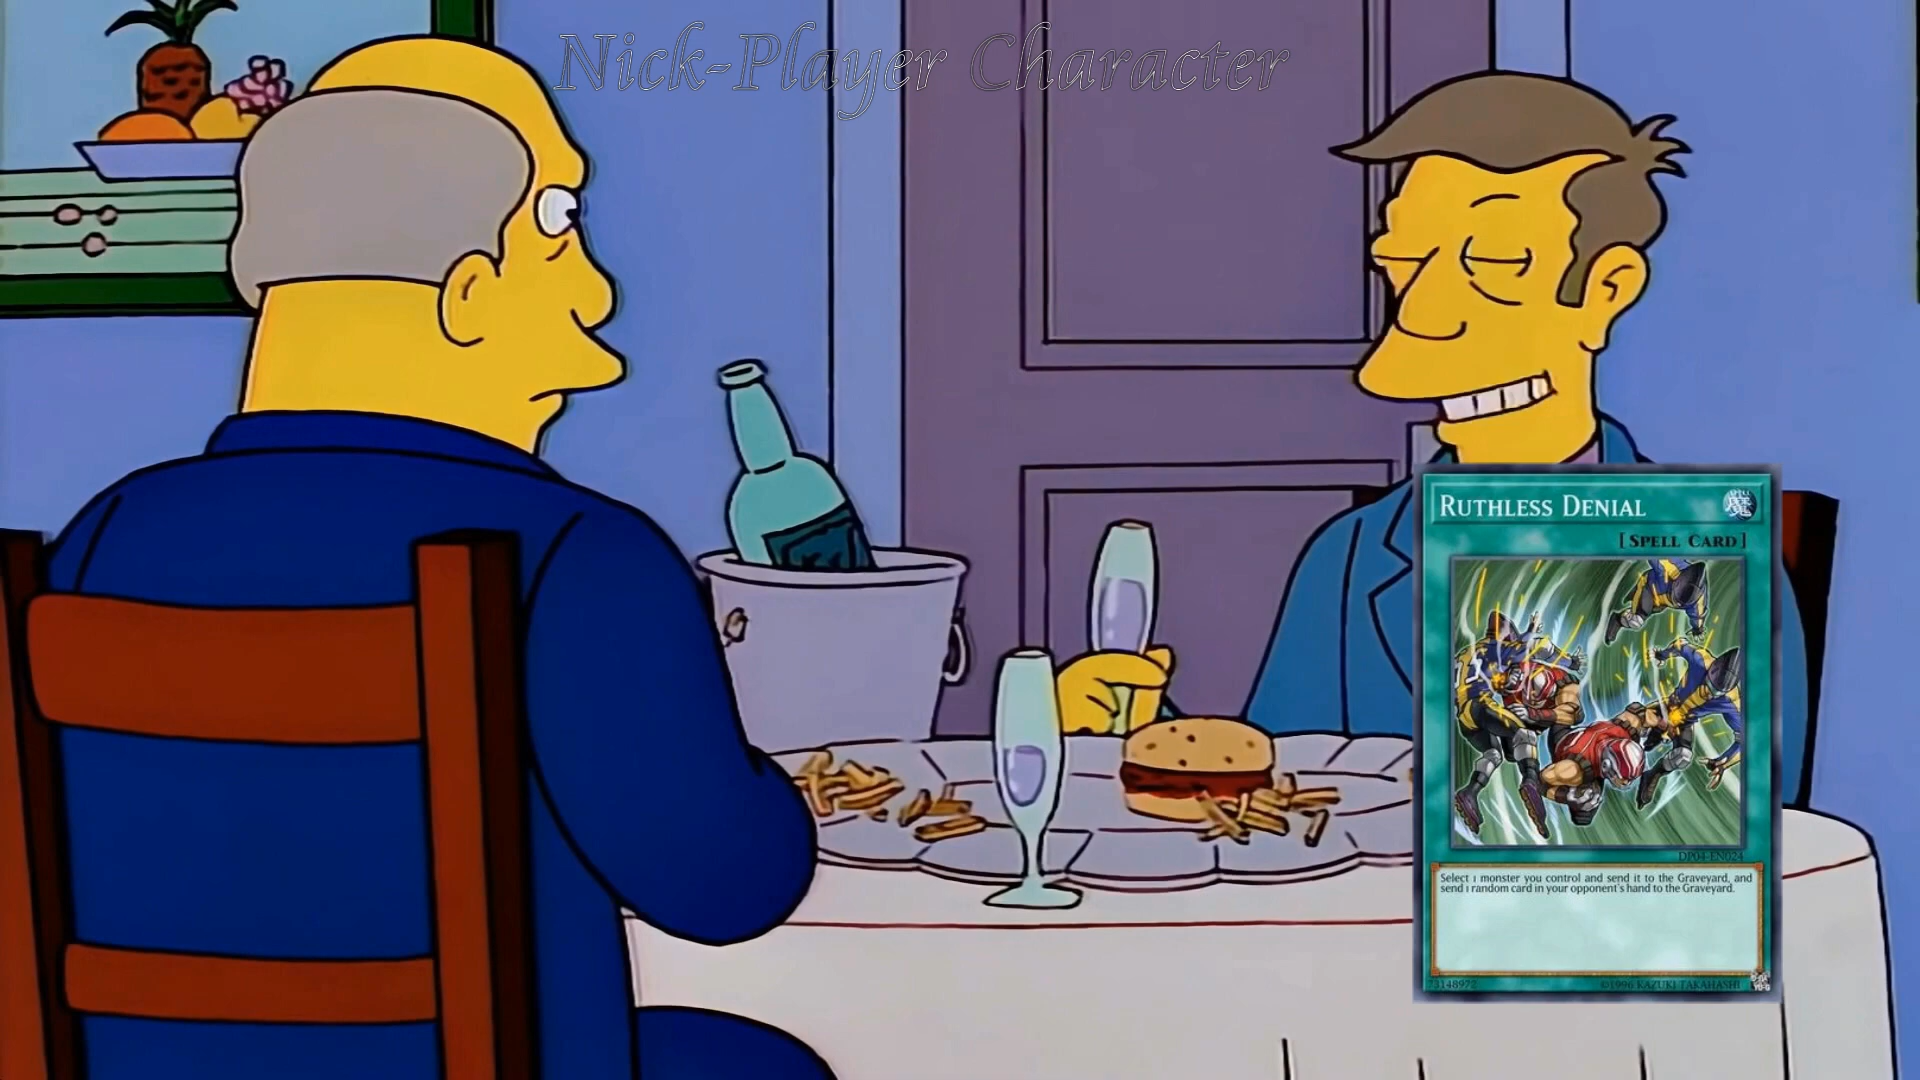 Nick-Player Character
RUTHLESS DENIAL
[SPELL CARD]
DP04-EN024
Select 1 monster you control and send it to the Graveyard, and
send 1 random card in your opponent's hand to the Graveyard.
73148972
©1996 KAZUKI TAKAHASHI